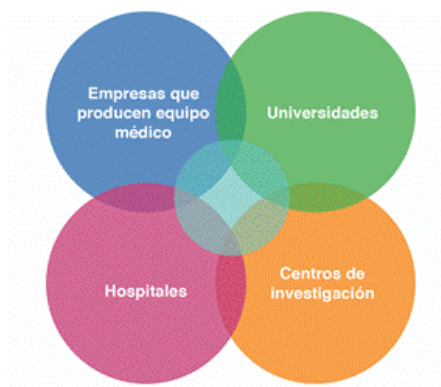 Empresas que
producen equipo
médico
Universidades
Hospitales
Centros de
investigación